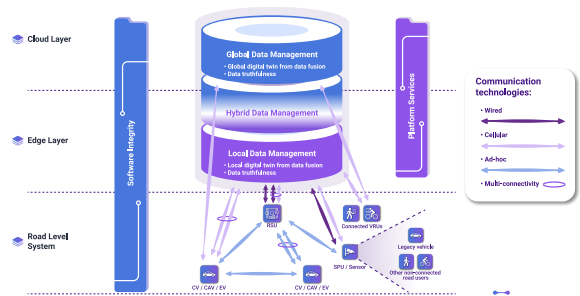 Cloud Layer
Global Data Management
• Global digital twin from data fusion
• Data truthfulness
Hybrid Data Management
Edge Layer
Local Data Management
• Local digital twin from data fusion
• Data truthfulness
Software Integrity
Platform Services
Communication
technologies:
• Wired
• Cellular
• Ad-hoc
• Multi-connectivity
Road Level
System
RSU
Connected VRUs
Legacy vehicle
SPU / Sensor
Other non-connected
road users
CV / CAV / EV
CV / CAV / EV